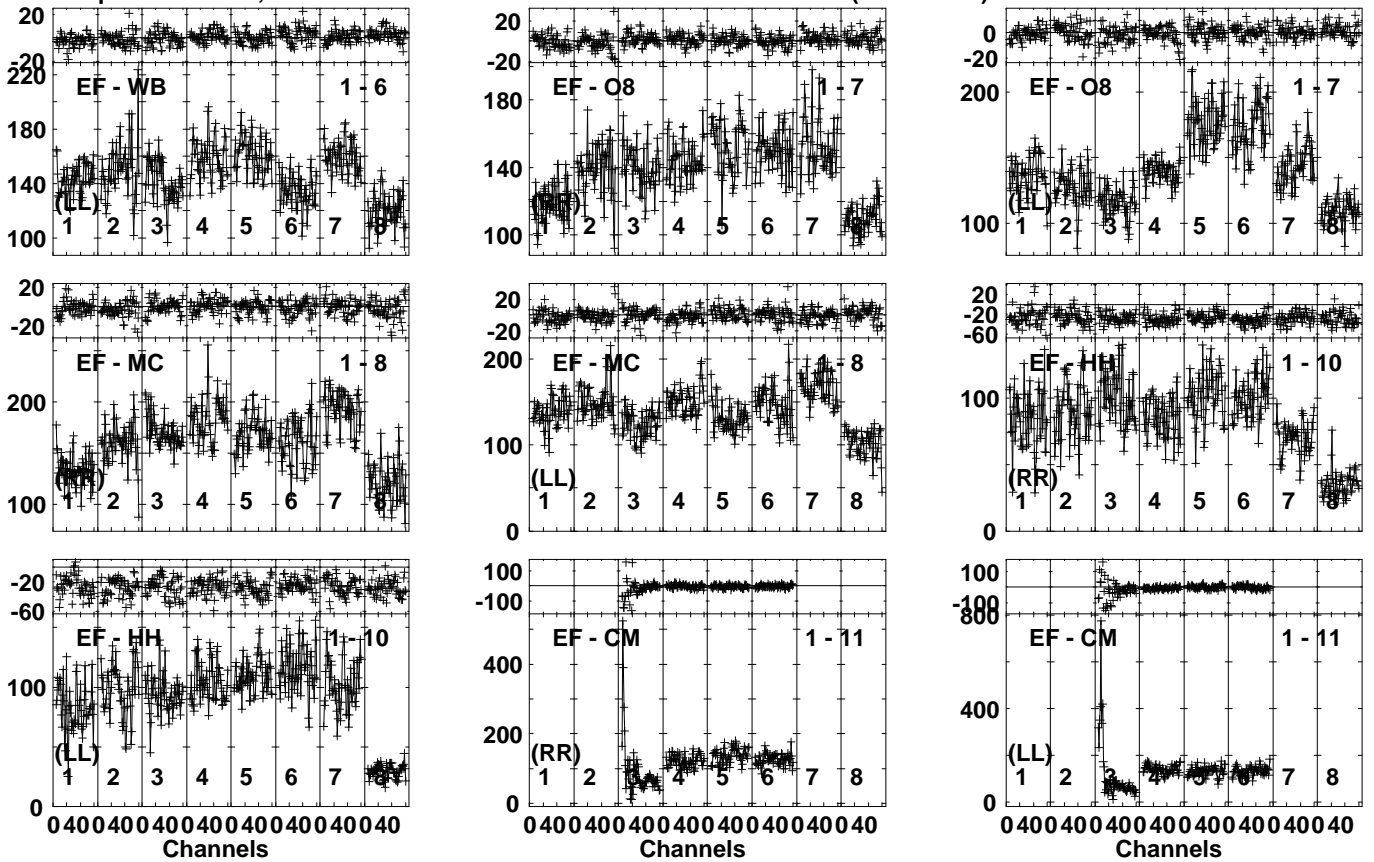 20 20 0
-20 -20 -20
220 180 140 100
EF - WB 1 - 6
(LL)
1 2 3 4 5 6 7 8
180 140 100
EF - O8 1 - 7
(RR)
1 2 3 4 5 6 7 8
200 100
EF - O8 1 - 7
(LL)
1 2 3 4 5 6 7 8
20 -20
200 100
EF - MC 1 - 8
(RR)
1 2 3 4 5 6 7 8
20 -20
200 100 0
EF - MC 1 - 8
(LL)
1 2 3 4 5 6 7 8
20 -20 -60
100 0
EF - HH 1 - 10
(RR)
1 2 3 4 5 6 7 8
-20 -60
100 0
EF - HH 1 - 10
(LL)
1 2 3 4 5 6 7 8
0 40 0 40 0 40 0 40 0 40 0 40 0 40 0 40
Channels
100 -100
400 200 0
EF - CM 1 - 11
(RR)
1 2 3 4 5 6 7 8
0 40 0 40 0 40 0 40 0 40 0 40 0 40 0 40
Channels
100 -100
800 400 0
EF - CM 1 - 11
(LL)
1 2 3 4 5 6 7 8
0 40 0 40 0 40 0 40 0 40 0 40 0 40 0 40
Channels